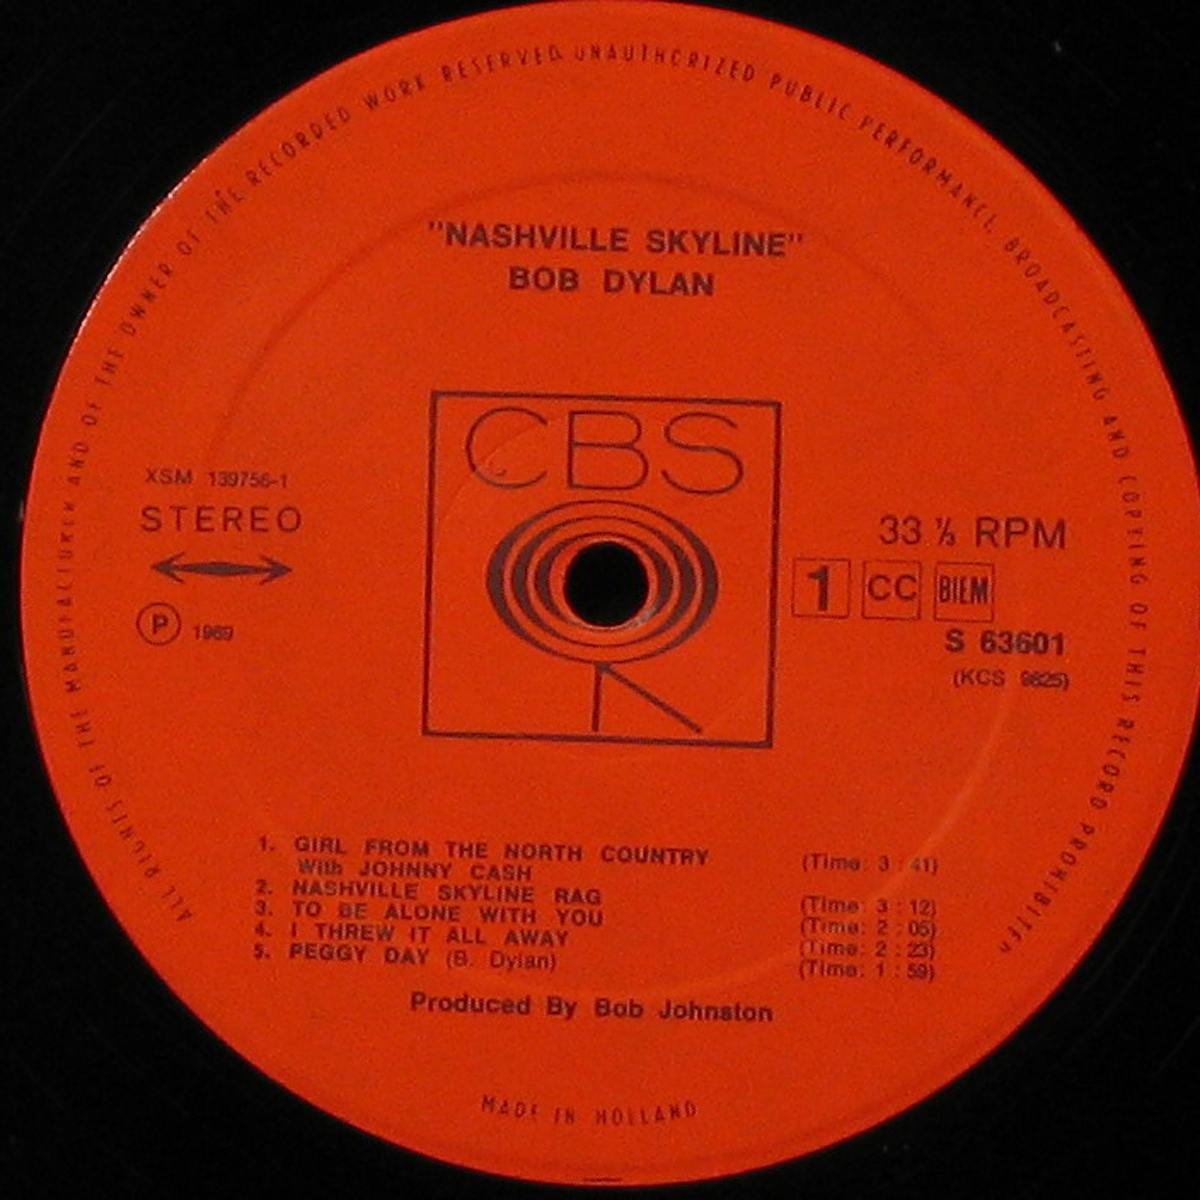 ALL RIGHTS OF THE MANUFACTURER AND OF THE OWNER OF THE RECORDED WORK RESERVED. UNAUTHORIZED PUBLIC PERFORMANCE, BROADCASTING AND COPYING OF THIS RECORD PROHIBITED
"NASHVILLE SKYLINE"
BOB DYLAN
CBS
XSM 139756-1
STEREO
P 1969
33 ⅓ RPM
1 CC BIEM
S 63601
(KCS 9825)
1. GIRL FROM THE NORTH COUNTRY (Time: 3 : 41)
With JOHNNY CASH
2. NASHVILLE SKYLINE RAG (Time: 3 : 12)
3. TO BE ALONE WITH YOU (Time: 2 : 05)
4. I THREW IT ALL AWAY (Time: 2 : 23)
5. PEGGY DAY (B. Dylan) (Time: 1 : 59)
Produced By Bob Johnston
MADE IN HOLLAND